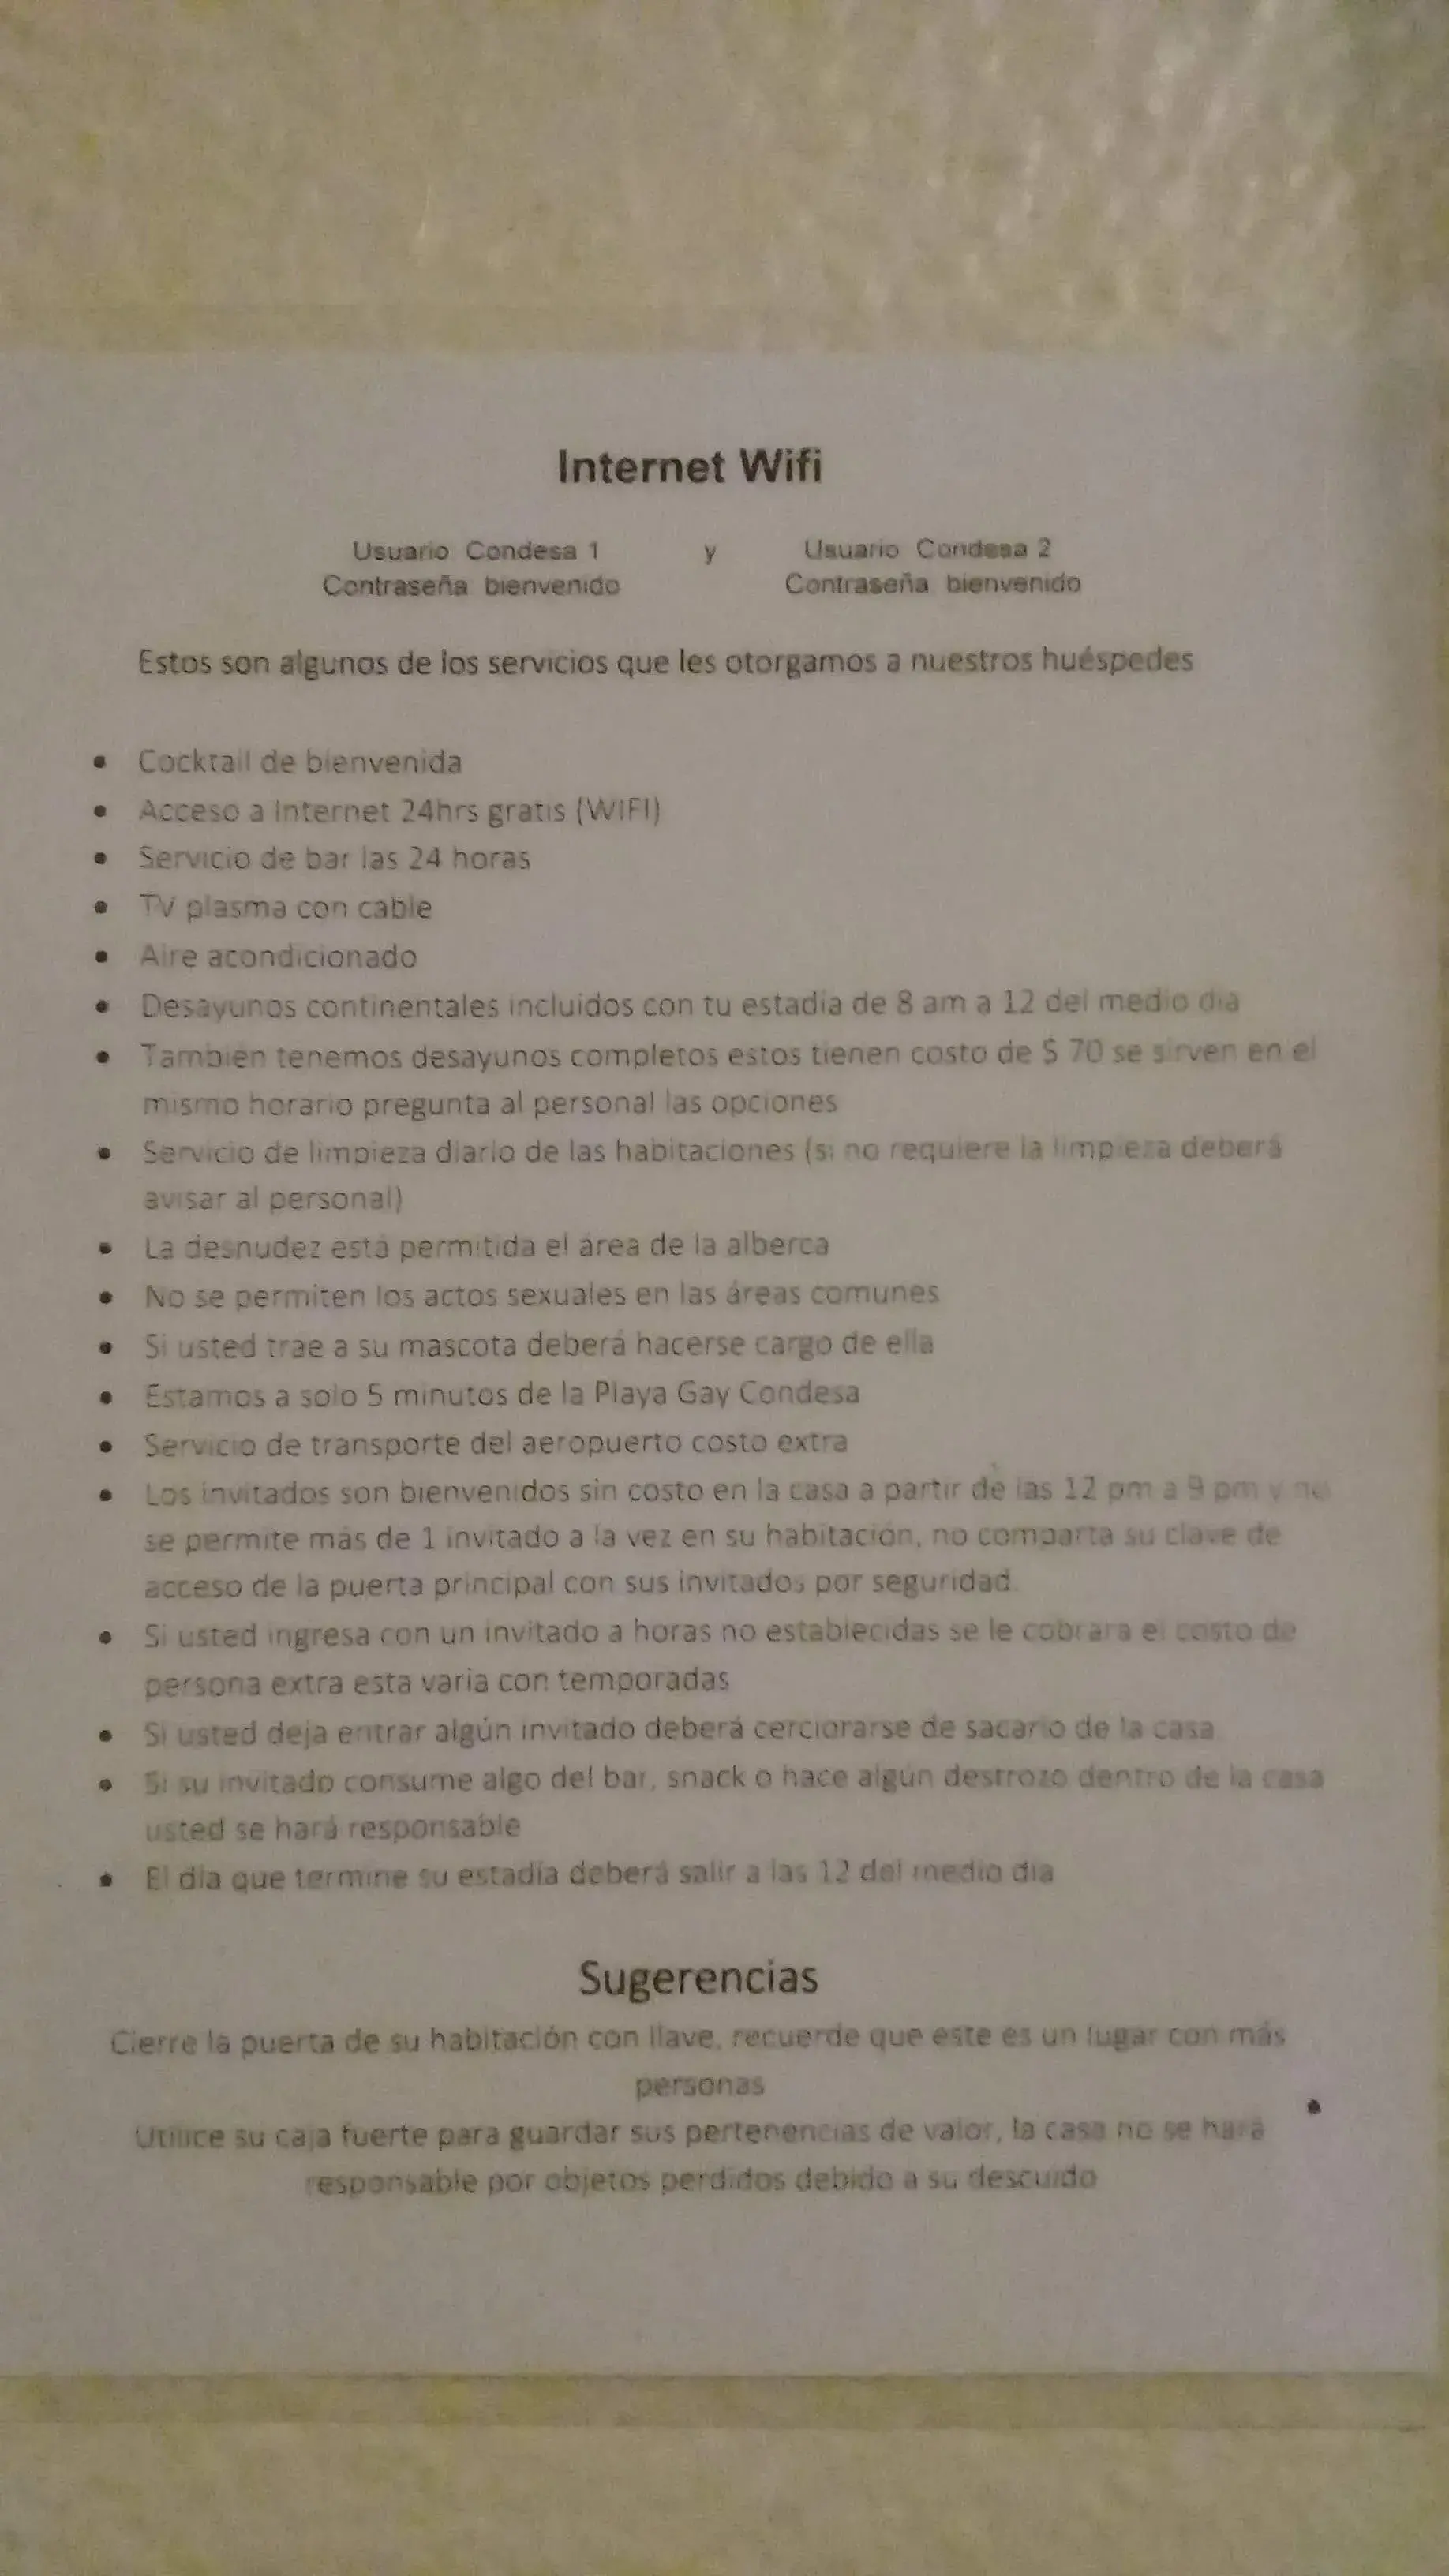 Internet Wifi
Usuario Condesa 1 y Usuario Condesa 2
Contraseña bienvenido Contraseña bienvenido
Estos son algunos de los servicios que les otorgamos a nuestros huéspedes
• Cocktail de bienvenida
• Acceso a Internet 24hrs gratis (WIFI)
• Servicio de bar las 24 horas
• TV plasma con cable
• Aire acondicionado
• Desayunos continentales incluidos con tu estadía de 8 am a 12 del medio día
• También tenemos desayunos completos estos tienen costo de $ 70 se sirven en el
mismo horario pregunta al personal las opciones
• Servicio de limpieza diario de las habitaciones (si no requiere la limpieza deberá
avisar al personal)
• La desnudez está permitida el área de la alberca
• No se permiten los actos sexuales en las áreas comunes
• Si usted trae a su mascota deberá hacerse cargo de ella
• Estamos a solo 5 minutos de la Playa Gay Condesa
• Servicio de transporte del aeropuerto costo extra
• Los invitados son bienvenidos sin costo en la casa a partir de las 12 pm a 9 pm y no
se permite más de 1 invitado a la vez en su habitación, no comparta su clave de
acceso de la puerta principal con sus invitados por seguridad.
• Si usted ingresa con un invitado a horas no establecidas se le cobrara el costo de
persona extra esta varia con temporadas
• Si usted deja entrar algún invitado deberá cerciorarse de sacarlo de la casa
• Si su invitado consume algo del bar, snack o hace algún destrozo dentro de la casa
usted se hará responsable
• El día que termine su estadía deberá salir a las 12 del medio día
Sugerencias
Cierre la puerta de su habitación con llave, recuerde que este es un lugar con más
personas
Utilice su caja fuerte para guardar sus pertenencias de valor, la casa no se hará
responsable por objetos perdidos debido a su descuido